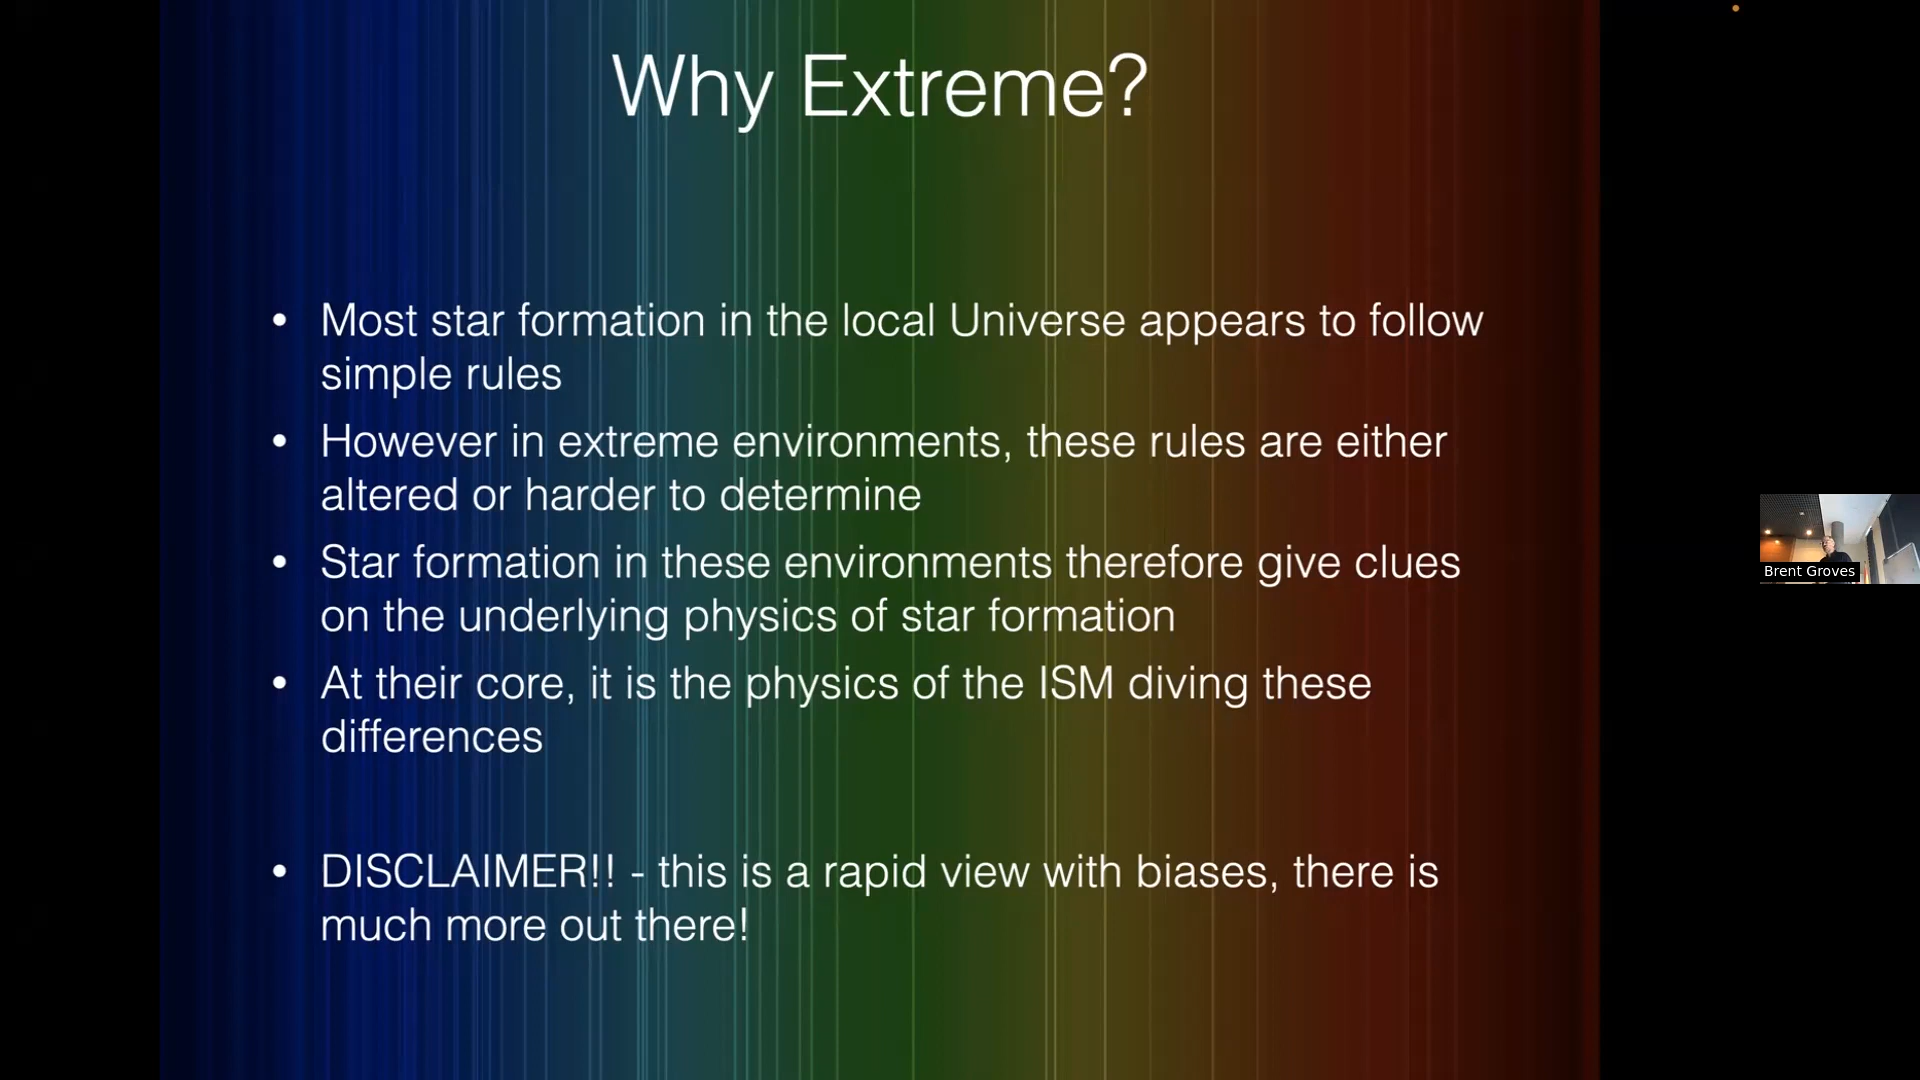 Why Extreme?
• Most star formation in the local Universe appears to follow
simple rules
• However in extreme environments, these rules are either
altered or harder to determine
• Star formation in these environments therefore give clues
on the underlying physics of star formation
• At their core, it is the physics of the ISM diving these
differences
• DISCLAIMER!! - this is a rapid view with biases, there is
much more out there!
Brent Groves